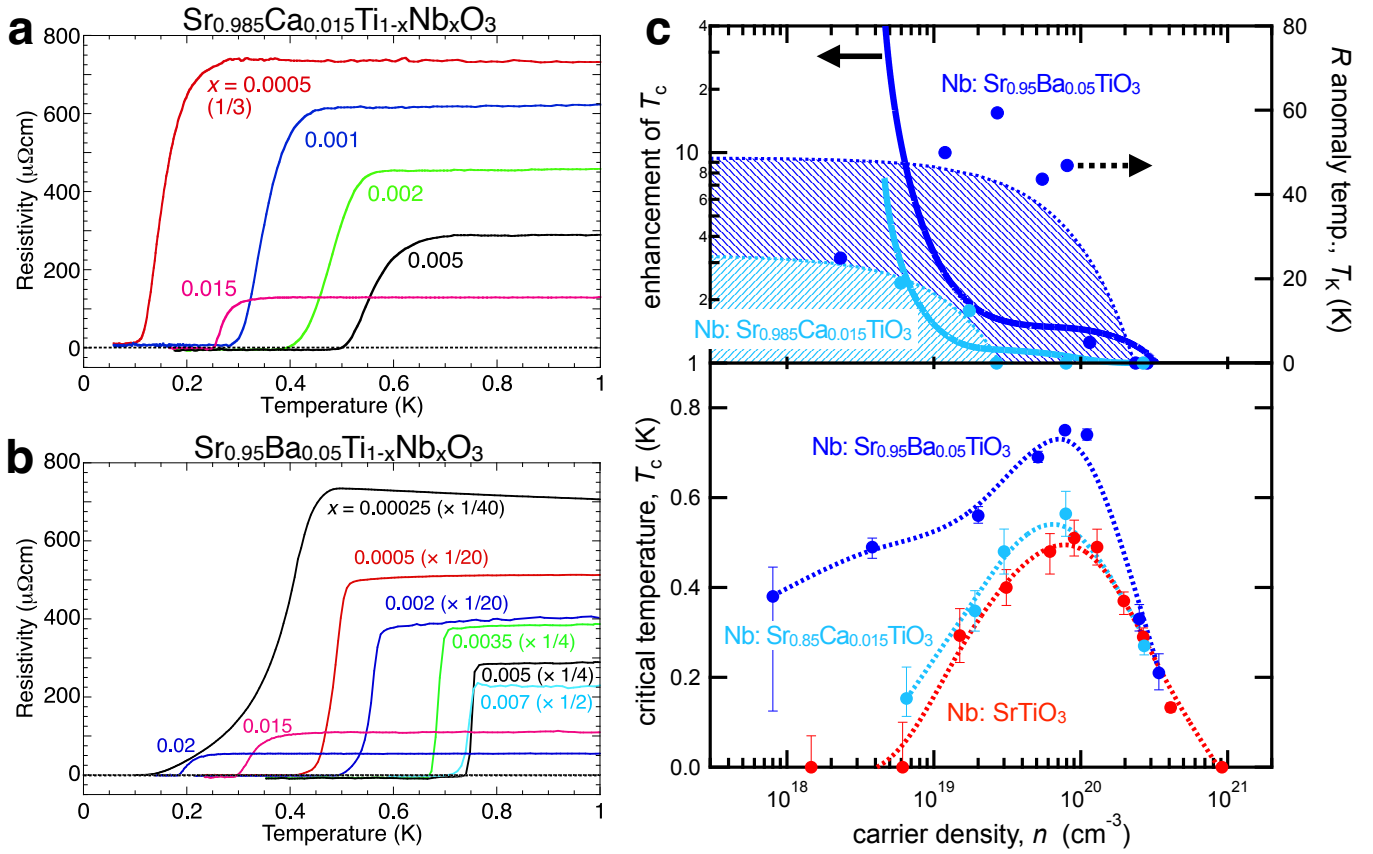 a
Sr0.985Ca0.015Ti1-xNbxO3
800
600
400
200
0
Resistivity (μΩcm)
x = 0.0005
(1/3)
0.001
0.002
0.005
0.015
0
0.2
0.4
0.6
0.8
1
Temperature (K)
b
Sr0.95Ba0.05Ti1-xNbxO3
800
600
400
200
0
Resistivity (μΩcm)
x = 0.00025 (× 1/40)
0.0005 (× 1/20)
0.002 (× 1/20)
0.0035 (× 1/4)
0.005 (× 1/4)
0.007 (× 1/2)
0.015
0.02
0
0.2
0.4
0.6
0.8
1
Temperature (K)
c
4
2
10
9
8
7
6
5
4
2
1
enhancement of Tc
80
60
40
20
0
R anomaly temp., TK (K)
Nb: Sr0.95Ba0.05TiO3
Nb: Sr0.985Ca0.015TiO3
0.8
0.6
0.4
0.2
0.0
critical temperature, Tc (K)
Nb: Sr0.95Ba0.05TiO3
Nb: Sr0.85Ca0.015TiO3
Nb: SrTiO3
10^18
10^19
10^20
10^21
carrier density, n (cm-3)